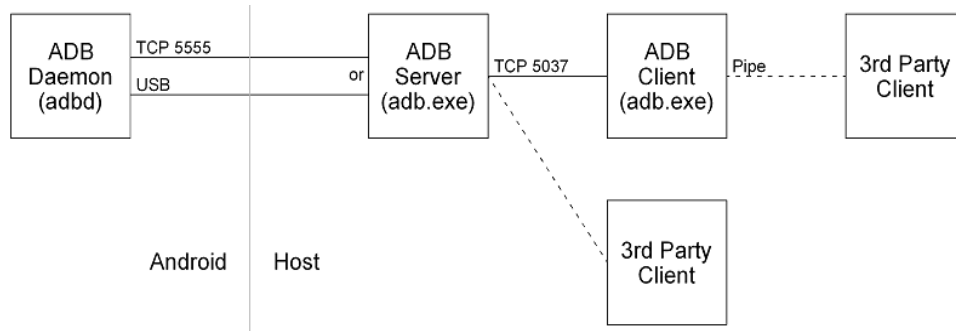 ADB
Daemon
(adbd)
TCP 5555
USB
or
ADB
Server
(adb.exe)
TCP 5037
ADB
Client
(adb.exe)
Pipe
3rd Party
Client
3rd Party
Client
Android
Host